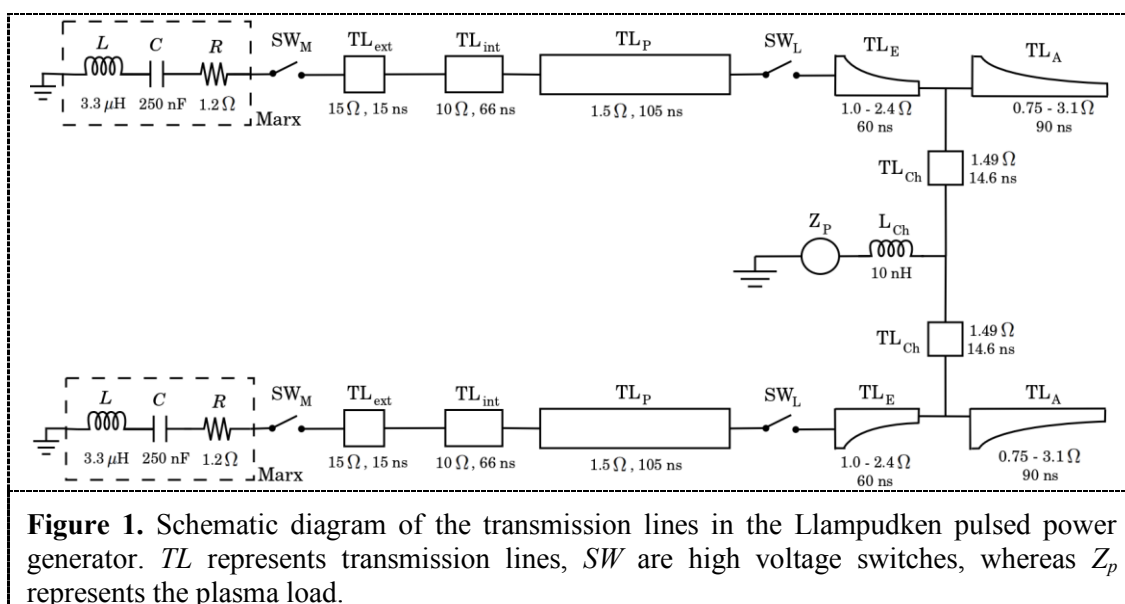 L C R SW_M TL_ext TL_int TL_P SW_L TL_E TL_A
3.3 μH 250 nF 1.2 Ω Marx 15 Ω, 15 ns 10 Ω, 66 ns 1.5 Ω, 105 ns 1.0 - 2.4 Ω 0.75 - 3.1 Ω
60 ns 90 ns
TL_Ch 1.49 Ω
14.6 ns
Z_P L_Ch
10 nH
TL_Ch 1.49 Ω
14.6 ns
L C R SW_M TL_ext TL_int TL_P SW_L TL_E TL_A
3.3 μH 250 nF 1.2 Ω Marx 15 Ω, 15 ns 10 Ω, 66 ns 1.5 Ω, 105 ns 1.0 - 2.4 Ω 0.75 - 3.1 Ω
60 ns 90 ns
Figure 1. Schematic diagram of the transmission lines in the Llampudken pulsed power
generator. TL represents transmission lines, SW are high voltage switches, whereas Z_p
represents the plasma load.